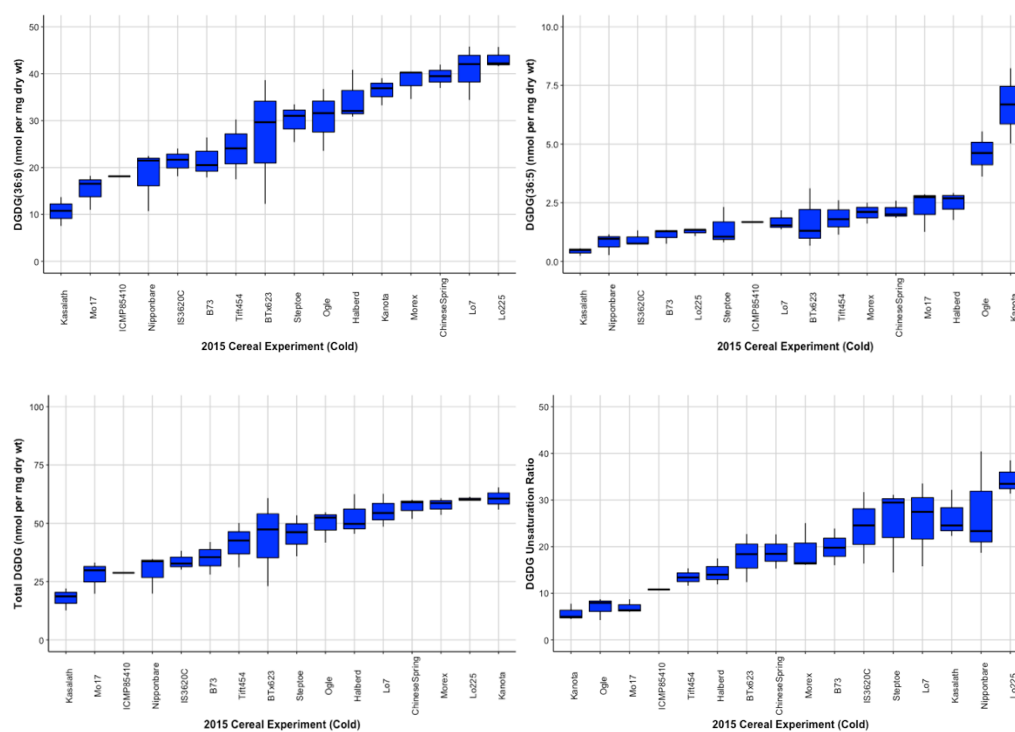 DGDG(36:6) (nmol per mg dry wt)
50
40
30
20
10
0
Kasalath
Mo17
ICMP85410
Nipponbare
IS3620C
B73
Tift454
BTx623
Steptoe
Ogle
Halberd
Kanota
Morex
ChineseSpring
Lo7
Lo225
2015 Cereal Experiment (Cold)
DGDG(36:5) (nmol per mg dry wt)
10.0
7.5
5.0
2.5
0.0
Kasalath
Nipponbare
IS3620C
B73
Lo225
Steptoe
ICMP85410
Lo7
BTx623
Tift454
Morex
ChineseSpring
Mo17
Halberd
Ogle
Kanota
2015 Cereal Experiment (Cold)
Total DGDG (nmol per mg dry wt)
100
75
50
25
0
Kasalath
Mo17
ICMP85410
Nipponbare
IS3620C
B73
Tift454
BTx623
Steptoe
Ogle
Halberd
Lo7
ChineseSpring
Morex
Lo225
Kanota
2015 Cereal Experiment (Cold)
DGDG Unsaturation Ratio
50
40
30
20
10
0
Kanota
Ogle
Mo17
ICMP85410
Tift454
Halberd
BTx623
ChineseSpring
Morex
B73
IS3620C
Steptoe
Lo7
Kasalath
Nipponbare
Lo225
2015 Cereal Experiment (Cold)